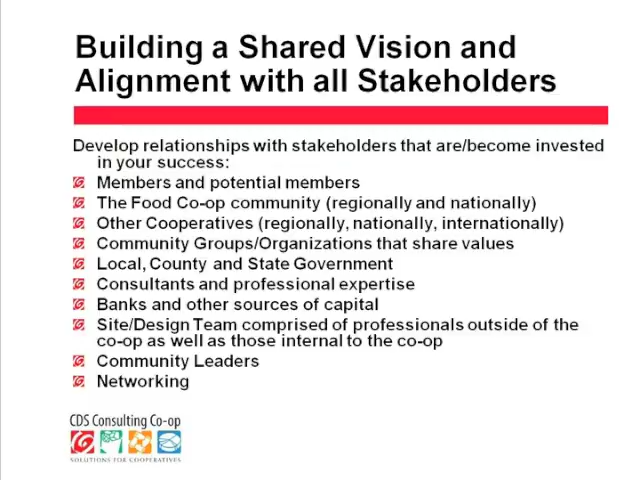 Building a Shared Vision and
Alignment with all Stakeholders
Develop relationships with stakeholders that are/become invested
in your success:
Members and potential members
The Food Co-op community (regionally and nationally)
Other Cooperatives (regionally, nationally, internationally)
Community Groups/Organizations that share values
Local, County and State Government
Consultants and professional expertise
Banks and other sources of capital
Site/Design Team comprised of professionals outside of the
co-op as well as those internal to the co-op
Community Leaders
Networking
CDS Consulting Co-op
SOLUTIONS FOR COOPERATIVES